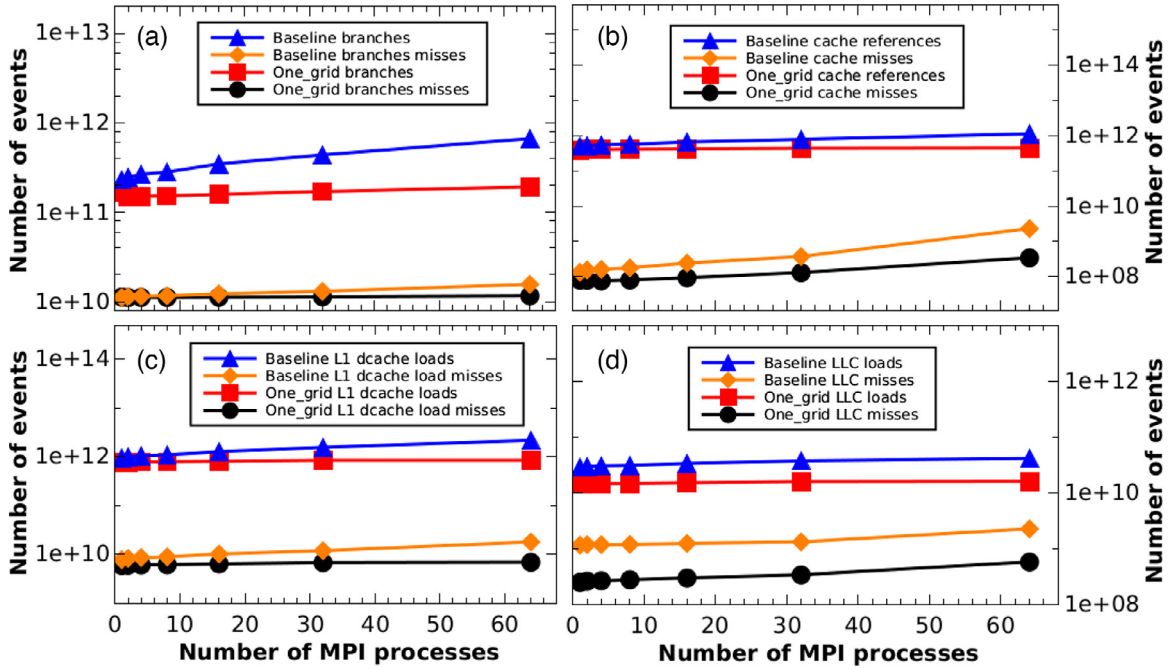 (a)
Baseline branches
Baseline branches misses
One_grid branches
One_grid branches misses
1e+13
1e+12
1e+11
1e+10
Number of events
(b)
Baseline cache references
Baseline cache misses
One_grid cache references
One_grid cache misses
1e+14
1e+12
1e+10
1e+08
Number of events
(c)
Baseline L1 dcache loads
Baseline L1 dcache load misses
One_grid L1 dcache loads
One_grid L1 dcache load misses
1e+14
1e+12
1e+10
Number of events
0 10 20 30 40 50 60
Number of MPI processes
(d)
Baseline LLC loads
Baseline LLC misses
One_grid LLC loads
One_grid LLC misses
1e+12
1e+10
1e+08
Number of events
0 10 20 30 40 50 60
Number of MPI processes